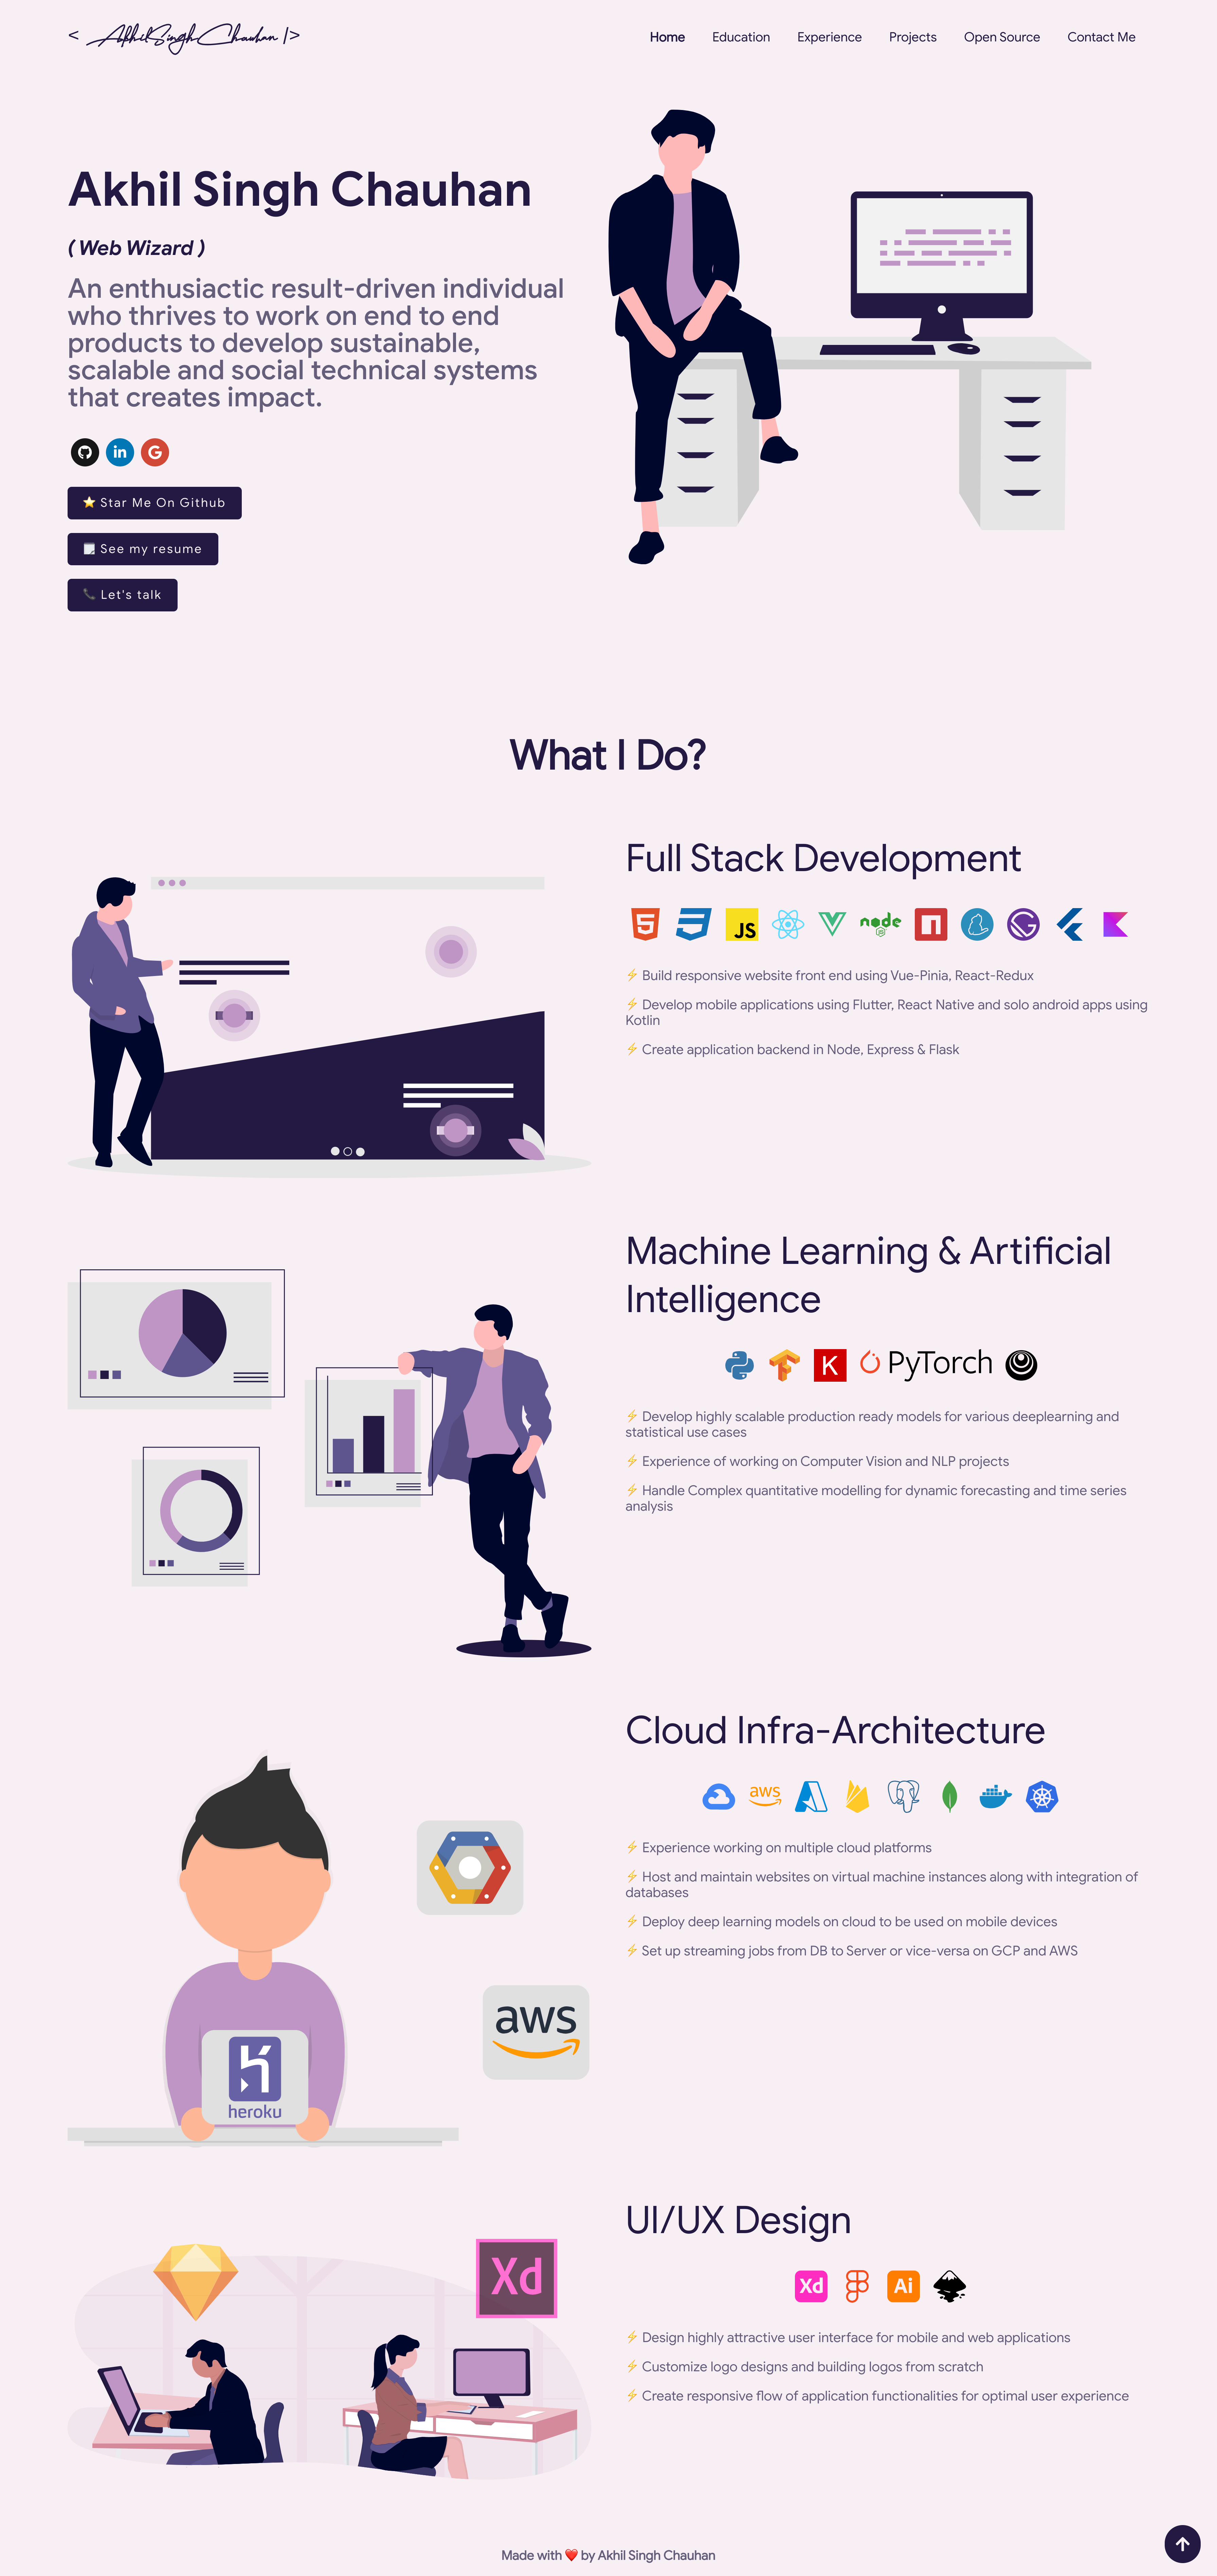 < AkhilSinghChauhan />
Home Education Experience Projects Open Source Contact Me
Akhil Singh Chauhan
( Web Wizard )
An enthusiactic result-driven individual
who thrives to work on end to end
products to develop sustainable,
scalable and social technical systems
that creates impact.
in G
⭐ Star Me On Github
See my resume
Let's talk
What I Do?
Full Stack Development
5 3 JS node JS
⚡ Build responsive website front end using Vue-Pinia, React-Redux
⚡ Develop mobile applications using Flutter, React Native and solo android apps using
Kotlin
⚡ Create application backend in Node, Express & Flask
Machine Learning & Artificial
Intelligence
K PyTorch
⚡ Develop highly scalable production ready models for various deeplearning and
statistical use cases
⚡ Experience of working on Computer Vision and NLP projects
⚡ Handle Complex quantitative modelling for dynamic forecasting and time series
analysis
Cloud Infra-Architecture
aws
⚡ Experience working on multiple cloud platforms
⚡ Host and maintain websites on virtual machine instances along with integration of
databases
⚡ Deploy deep learning models on cloud to be used on mobile devices
⚡ Set up streaming jobs from DB to Server or vice-versa on GCP and AWS
aws
heroku
UI/UX Design
Xd
Xd Ai
⚡ Design highly attractive user interface for mobile and web applications
⚡ Customize logo designs and building logos from scratch
⚡ Create responsive flow of application functionalities for optimal user experience
Made with ❤️ by Akhil Singh Chauhan